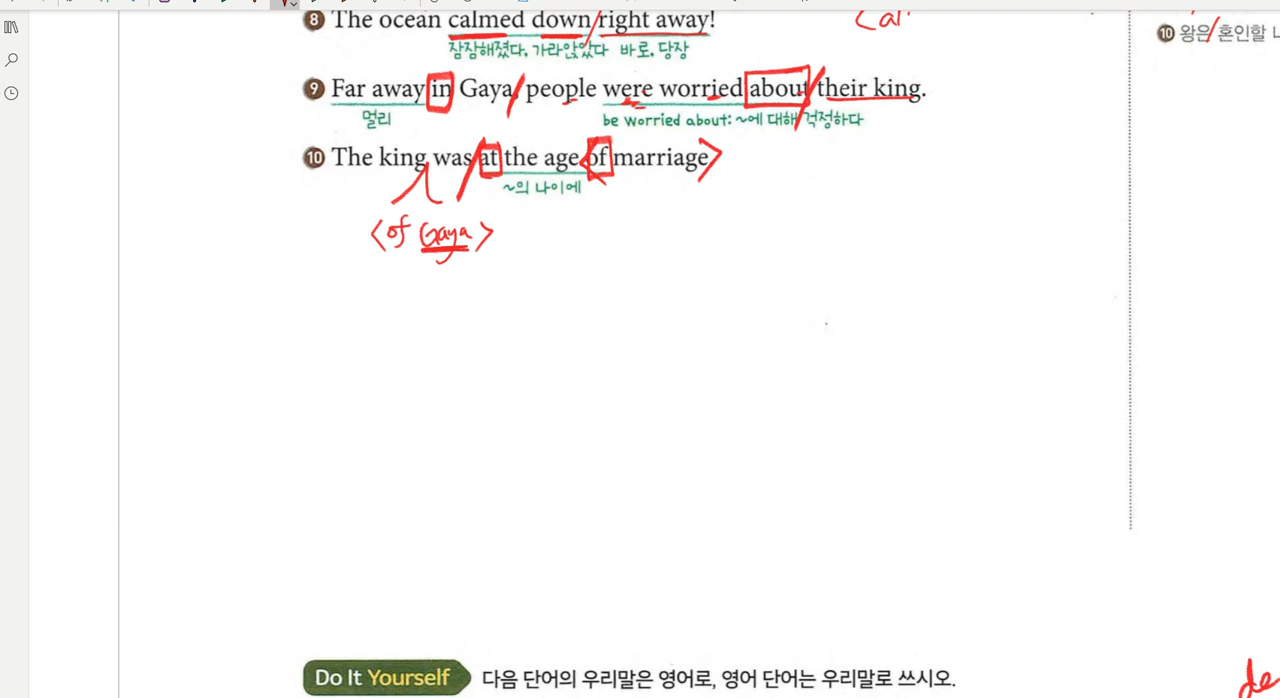 ❽ The ocean calmed down/right away!
잠잠해졌다, 가라앉았다 바로, 당장
❾ Far away in Gaya, people were worried about their king.
멀리 be worried about: ~에 대해 걱정하다
❿ The king was at the age of marriage
~의 나이에
<of Gaya>
❿ 왕은 혼인할
Do It Yourself 다음 단어의 우리말은 영어로, 영어 단어는 우리말로 쓰시오.
de